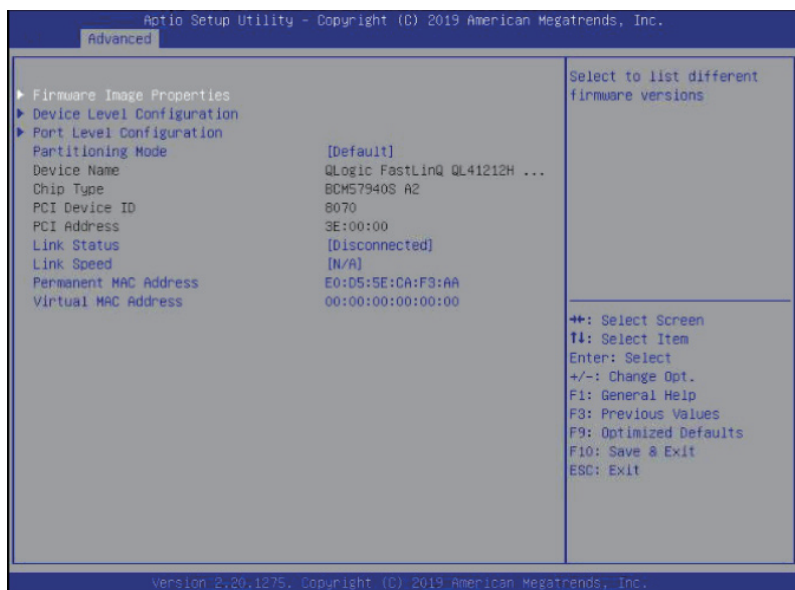 Aptio Setup Utility - Copyright (C) 2019 American Megatrends, Inc.
Advanced
Firmware Image Properties
Device Level Configuration
Port Level Configuration
Partitioning Mode [Default]
Device Name QLogic FastLinQ QL41212H ...
Chip Type BCM57940S A2
PCI Device ID 8070
PCI Address 3E:00:00
Link Status [Disconnected]
Link Speed [N/A]
Permanent MAC Address E0:D5:5E:CA:F3:AA
Virtual MAC Address 00:00:00:00:00:00
Select to list different
firmware versions
→←: Select Screen
↑↓: Select Item
Enter: Select
+/-: Change Opt.
F1: General Help
F3: Previous Values
F9: Optimized Defaults
F10: Save & Exit
ESC: Exit
Version 2.20.1275. Copyright (C) 2019 American Megatrends, Inc.